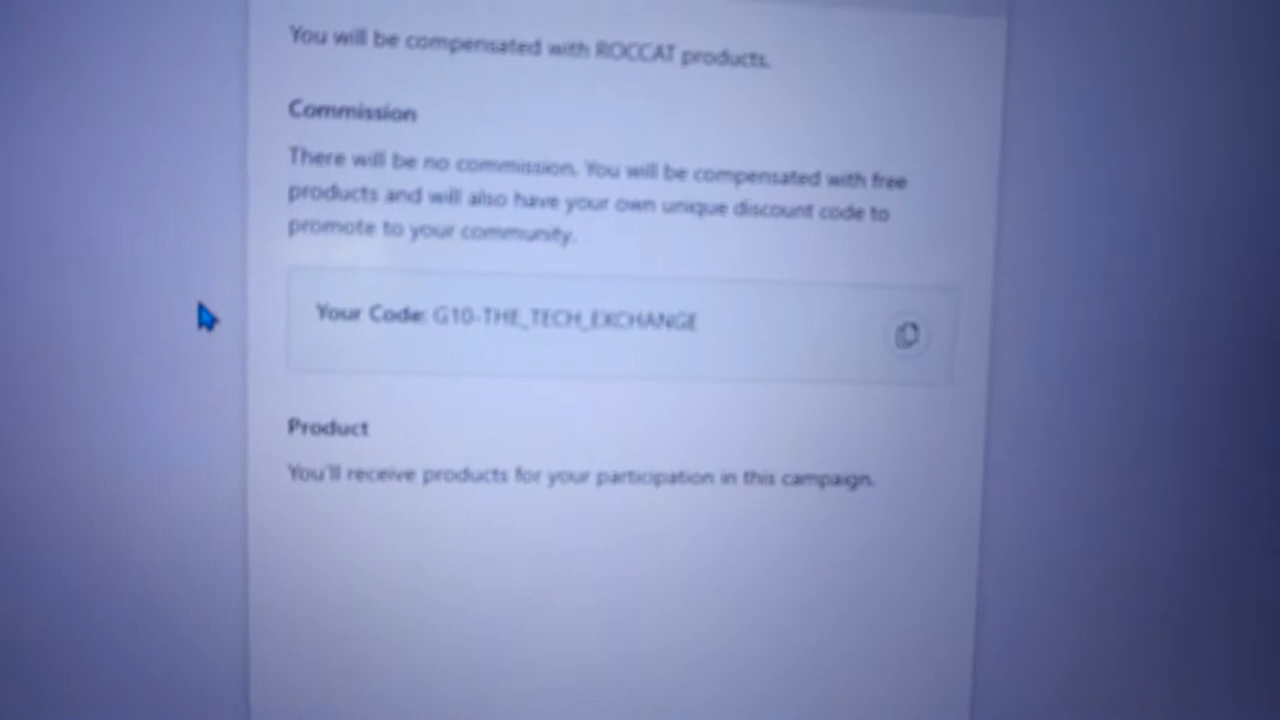 You will be compensated with ROCCAT products.
Commission
There will be no commission. You will be compensated with free
products and will also have your own unique discount code to
promote to your community.
Your Code: G10-THE_TECH_EXCHANGE
Product
You'll receive products for your participation in this campaign.